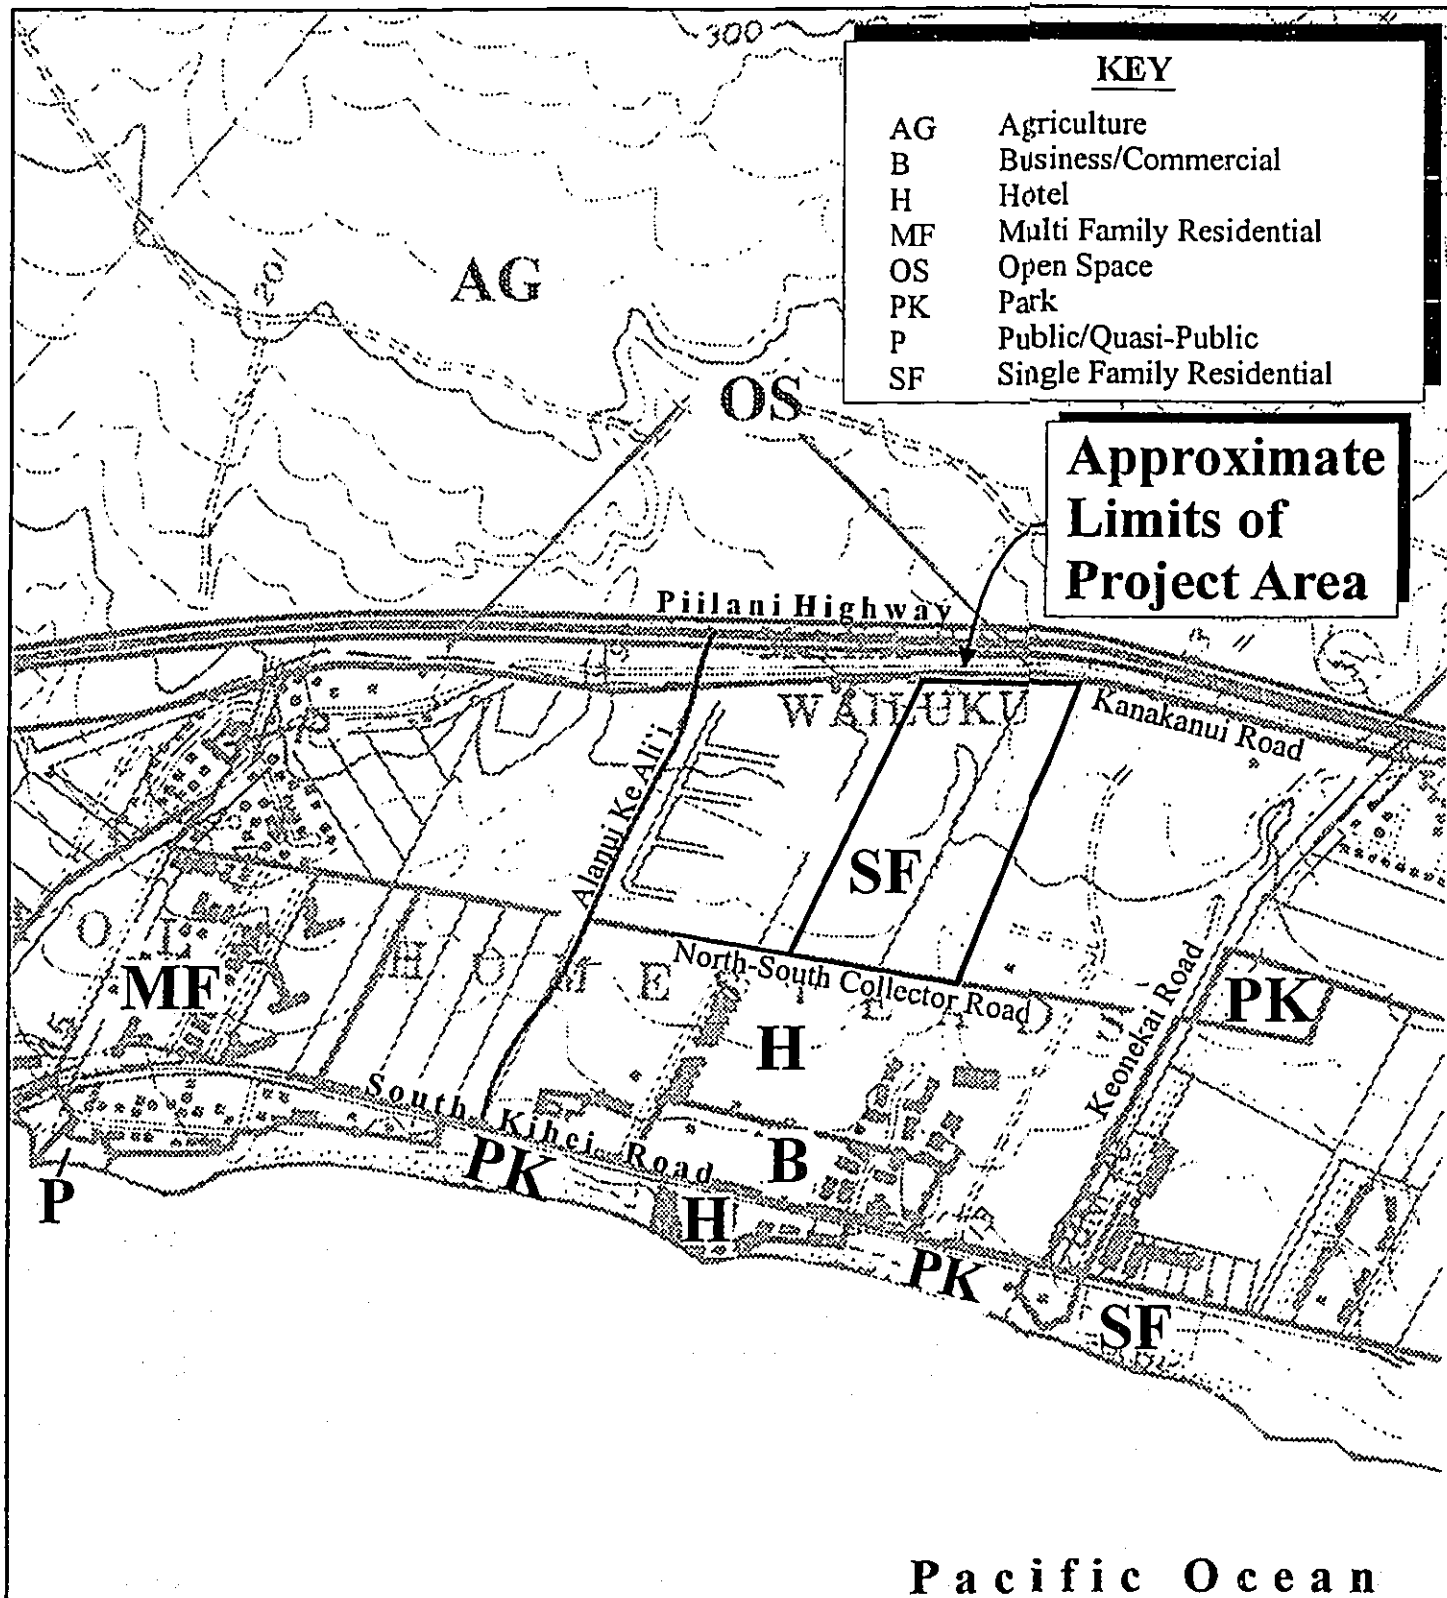 300
KEY
AG Agriculture
B Business/Commercial
H Hotel
MF Multi Family Residential
OS Open Space
PK Park
P Public/Quasi-Public
SF Single Family Residential
AG
OS
Approximate
Limits of
Project Area
Piilani Highway
WAILUKU
Kanakanui Road
Alanui Ke Ali'i
SF
North-South Collector Road
MF
H
PK
Keonekai Road
South Kihei Road
PK
B
P
H
PK
SF
Pacific Ocean